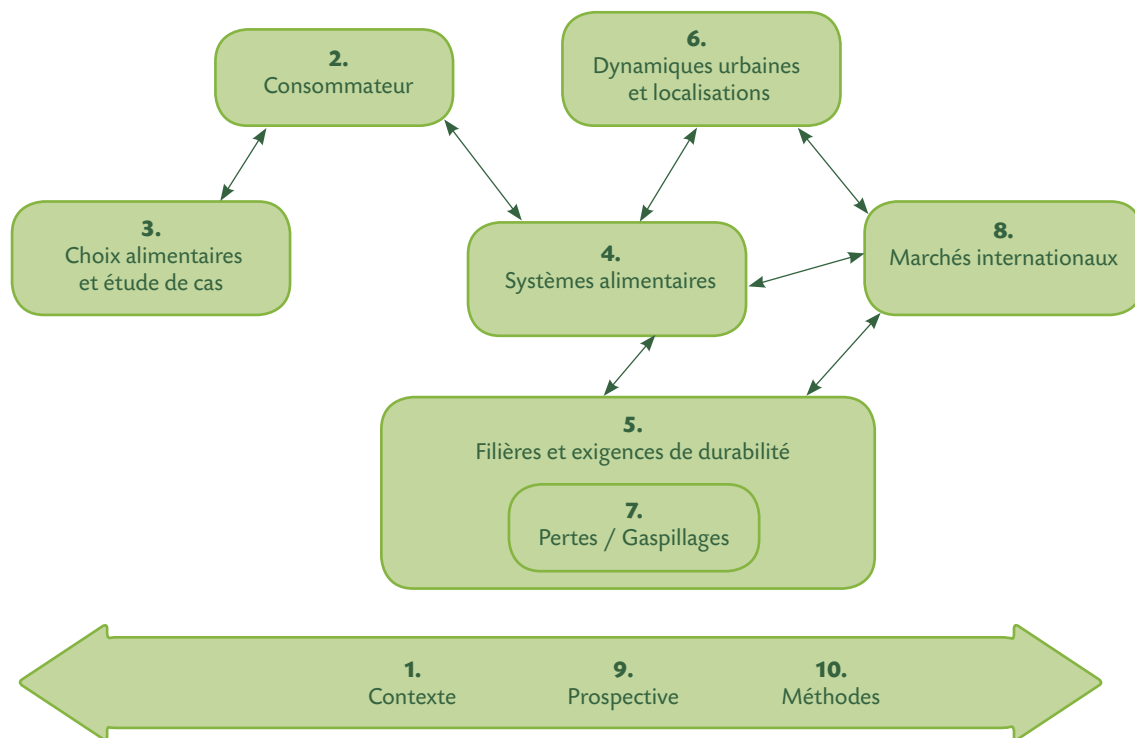 2.
Consommateur
6.
Dynamiques urbaines
et localisations
3.
Choix alimentaires
et étude de cas
4.
Systèmes alimentaires
8.
Marchés internationaux
5.
Filières et exigences de durabilité
7.
Pertes / Gaspillages
1.
Contexte
9.
Prospective
10.
Méthodes